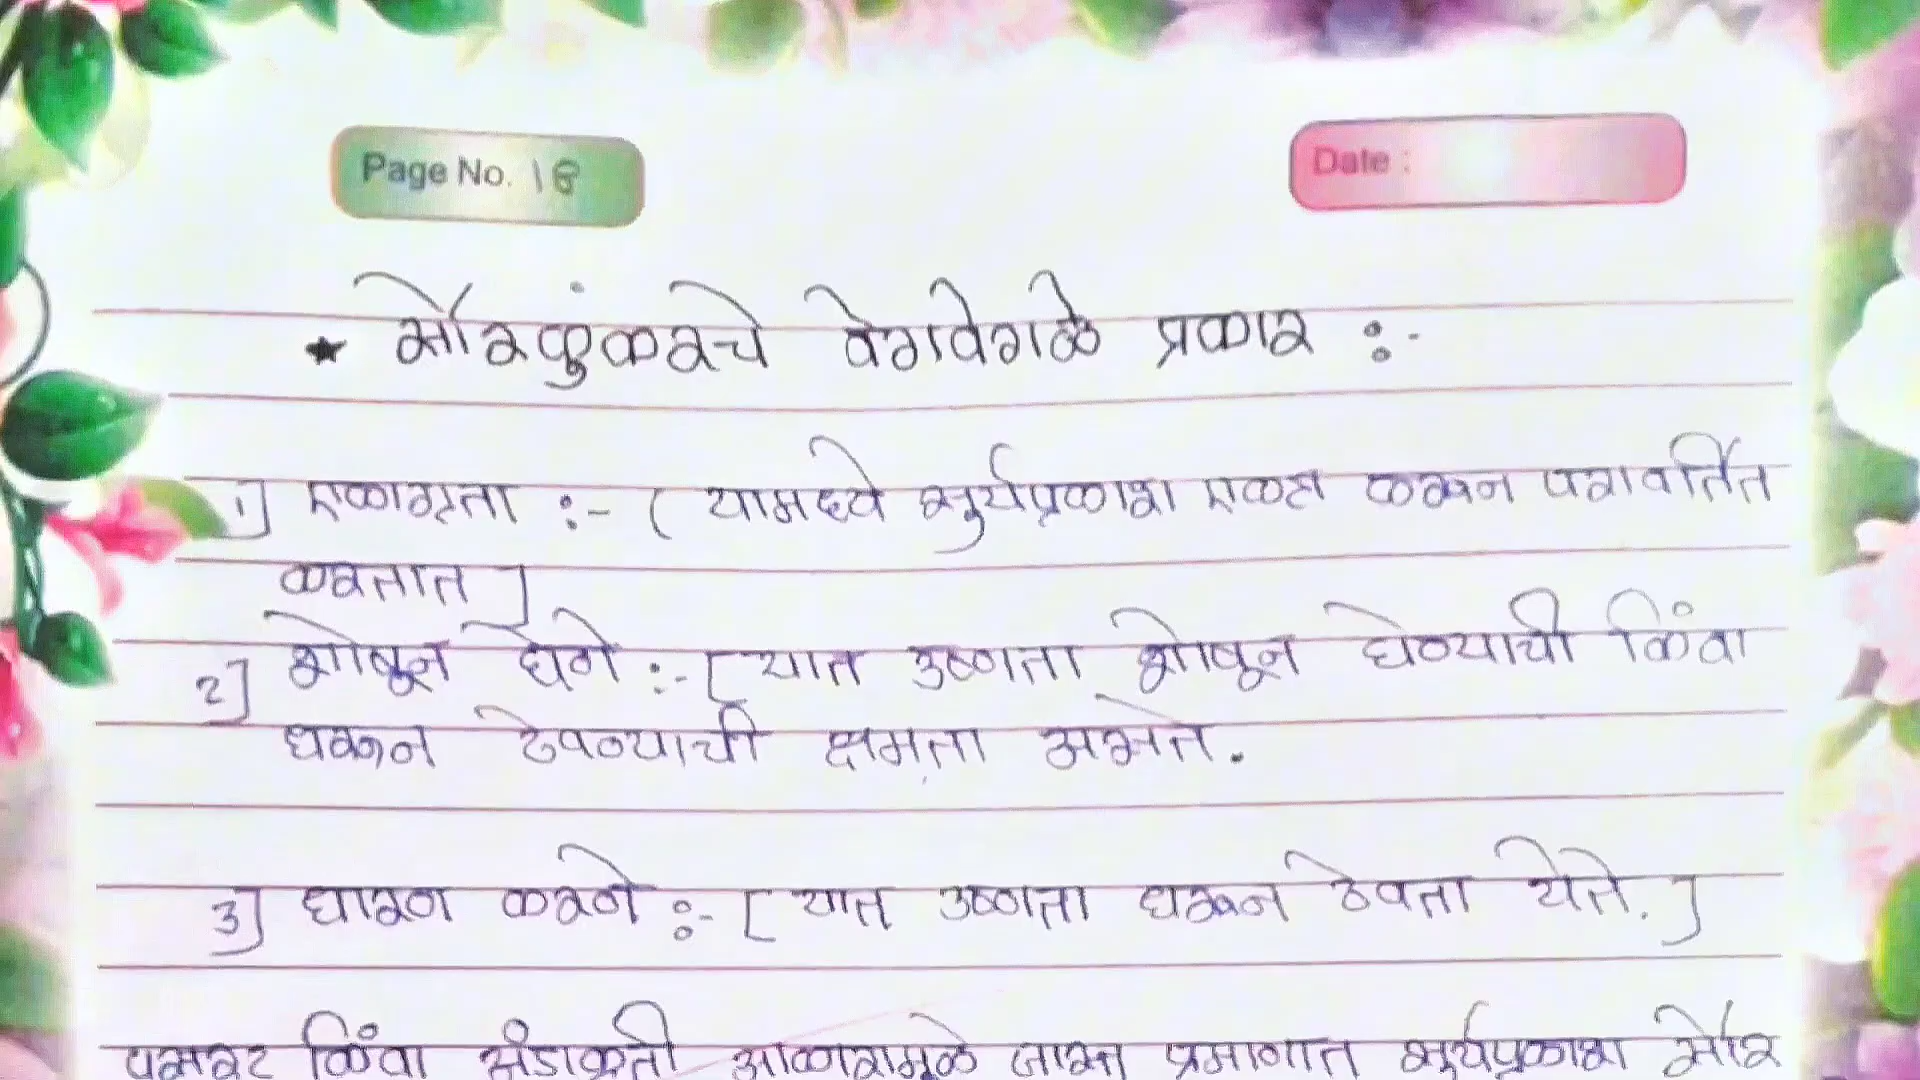 Page No. 18
Date :
★ सौरकुंकरचे वेगवेगळे प्रकार :-
1] एकाग्रता :- ( यामध्ये सुर्यप्रकाश एकत्र करून परावर्तित
करतात ]
2] शोषून घेणे :- [ यात उष्णता शोषून घेण्याची किंवा
धरून ठेवण्याची क्षमता असते.
3] धारण करणे :- [ यात उष्णता धरून ठेवता येते. ]
पसरट किंवा अंडाकृती आकारामूळे जास्त प्रमाणात सुर्यप्रकाश सौर